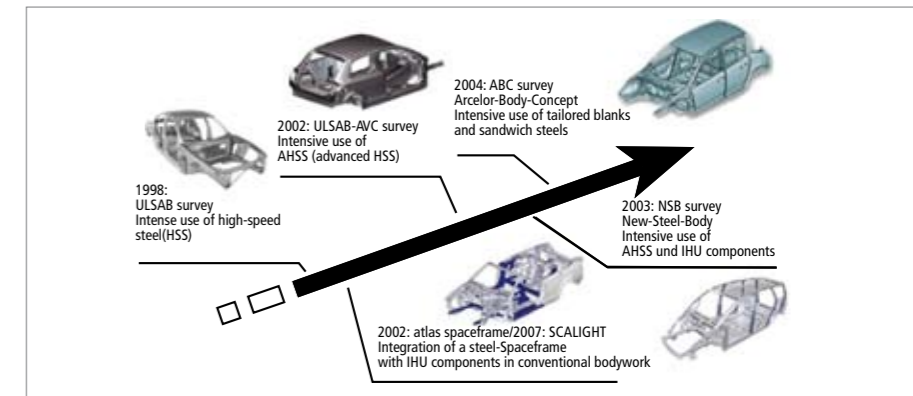 2004: ABC survey
Arcelor-Body-Concept
Intensive use of tailored blanks
and sandwich steels
2002: ULSAB-AVC survey
Intensive use of
AHSS (advanced HSS)
1998:
ULSAB survey
Intense use of high-speed
steel(HSS)
2003: NSB survey
New-Steel-Body
Intensive use of
AHSS und IHU components
2002: atlas spaceframe/2007: SCALIGHT
Integration of a steel-Spaceframe
with IHU components in conventional bodywork